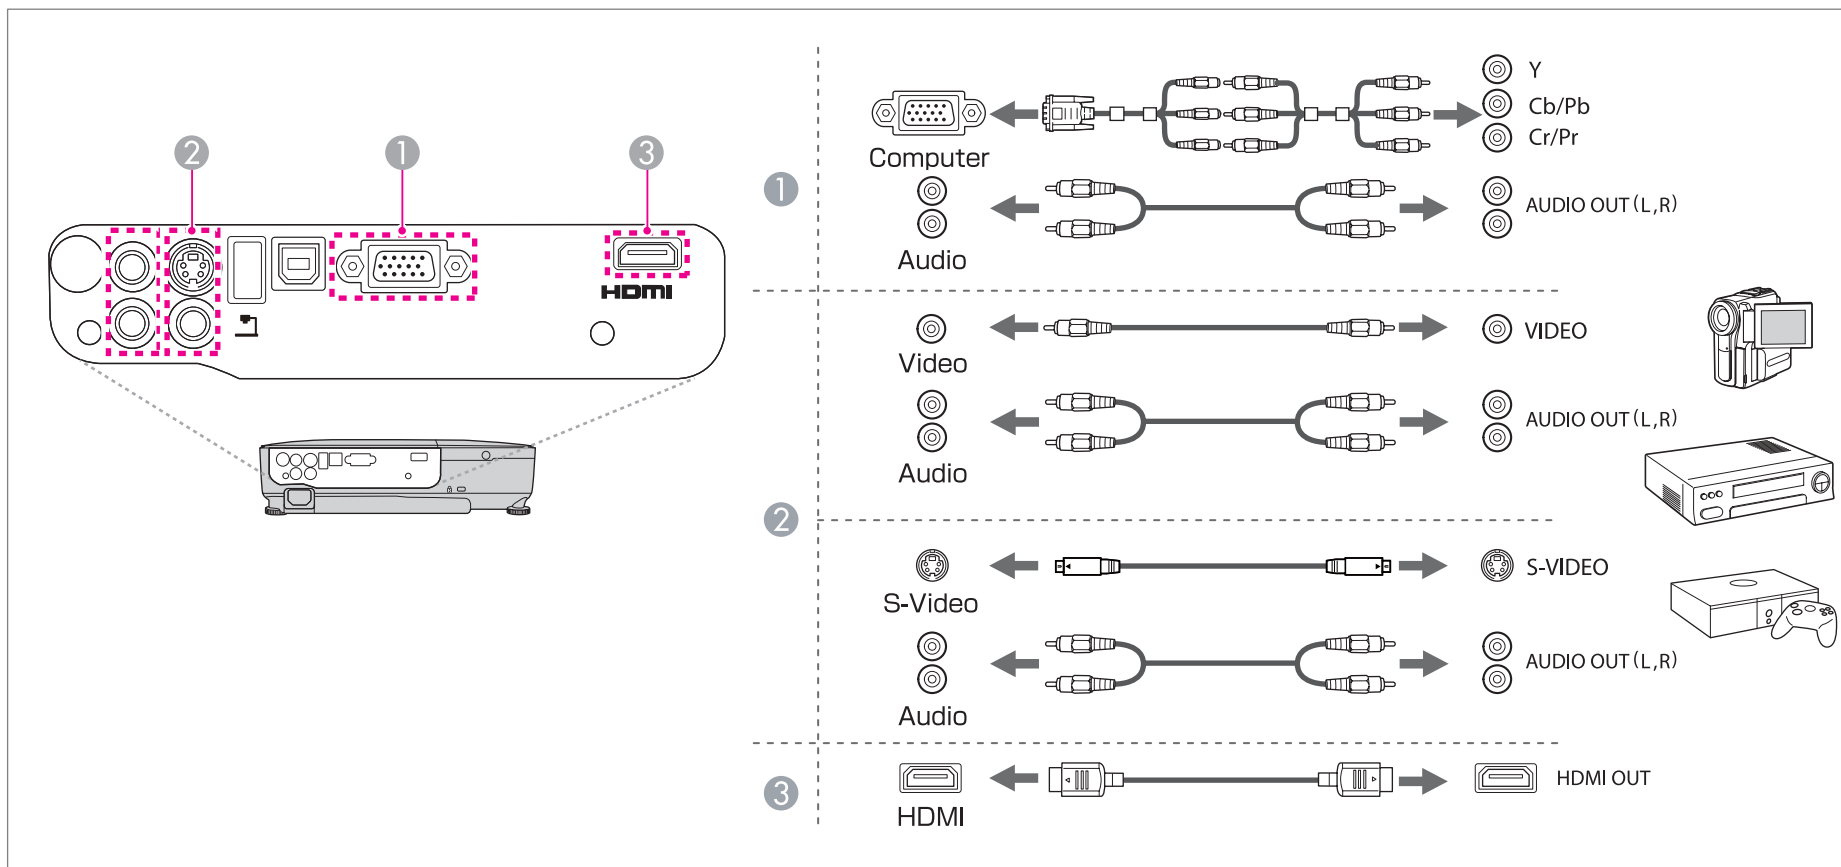 2
1
3
HDMI
1
Computer
Y
Cb/Pb
Cr/Pr
Audio
AUDIO OUT (L,R)
2
Video
VIDEO
Audio
AUDIO OUT (L,R)
S-Video
S-VIDEO
Audio
AUDIO OUT (L,R)
3
HDMI
HDMI OUT